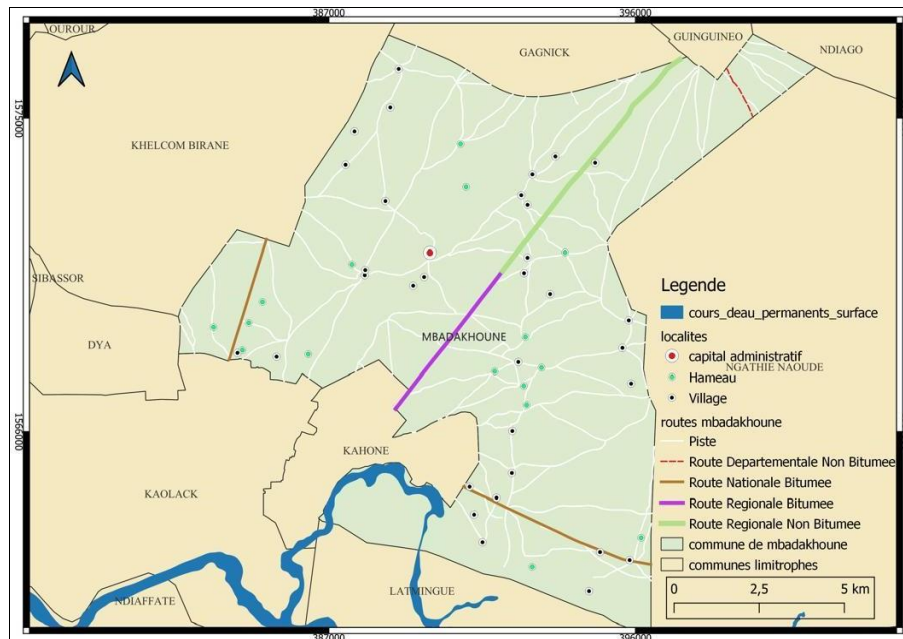 387000
396000
OUROUR
GAGNICK
GUINGUINEO
NDIAGO
1575000
1575000
KHELCOM BIRANE
SIBASSOR
DYA
MBADAKHOUNE
NGATHIE NAOUDE
KAHONE
1566000
1566000
KAOLACK
LATMINGUE
NDIAFFATE
Legende
cours_deau_permanents_surface
localites
capital administratif
Hameau
Village
routes mbadakhoune
Piste
Route Departementale Non Bitumee
Route Nationale Bitumee
Route Regionale Bitumee
Route Regionale Non Bitumee
commune de mbadakhoune
communes limitrophes
0 2,5 5 km
387000
396000